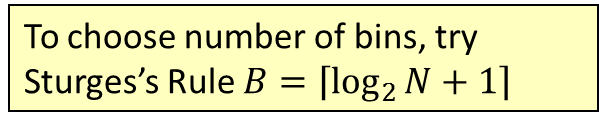 To choose number of bins, try
Sturges’s Rule B = ⌈log₂ N + 1⌉